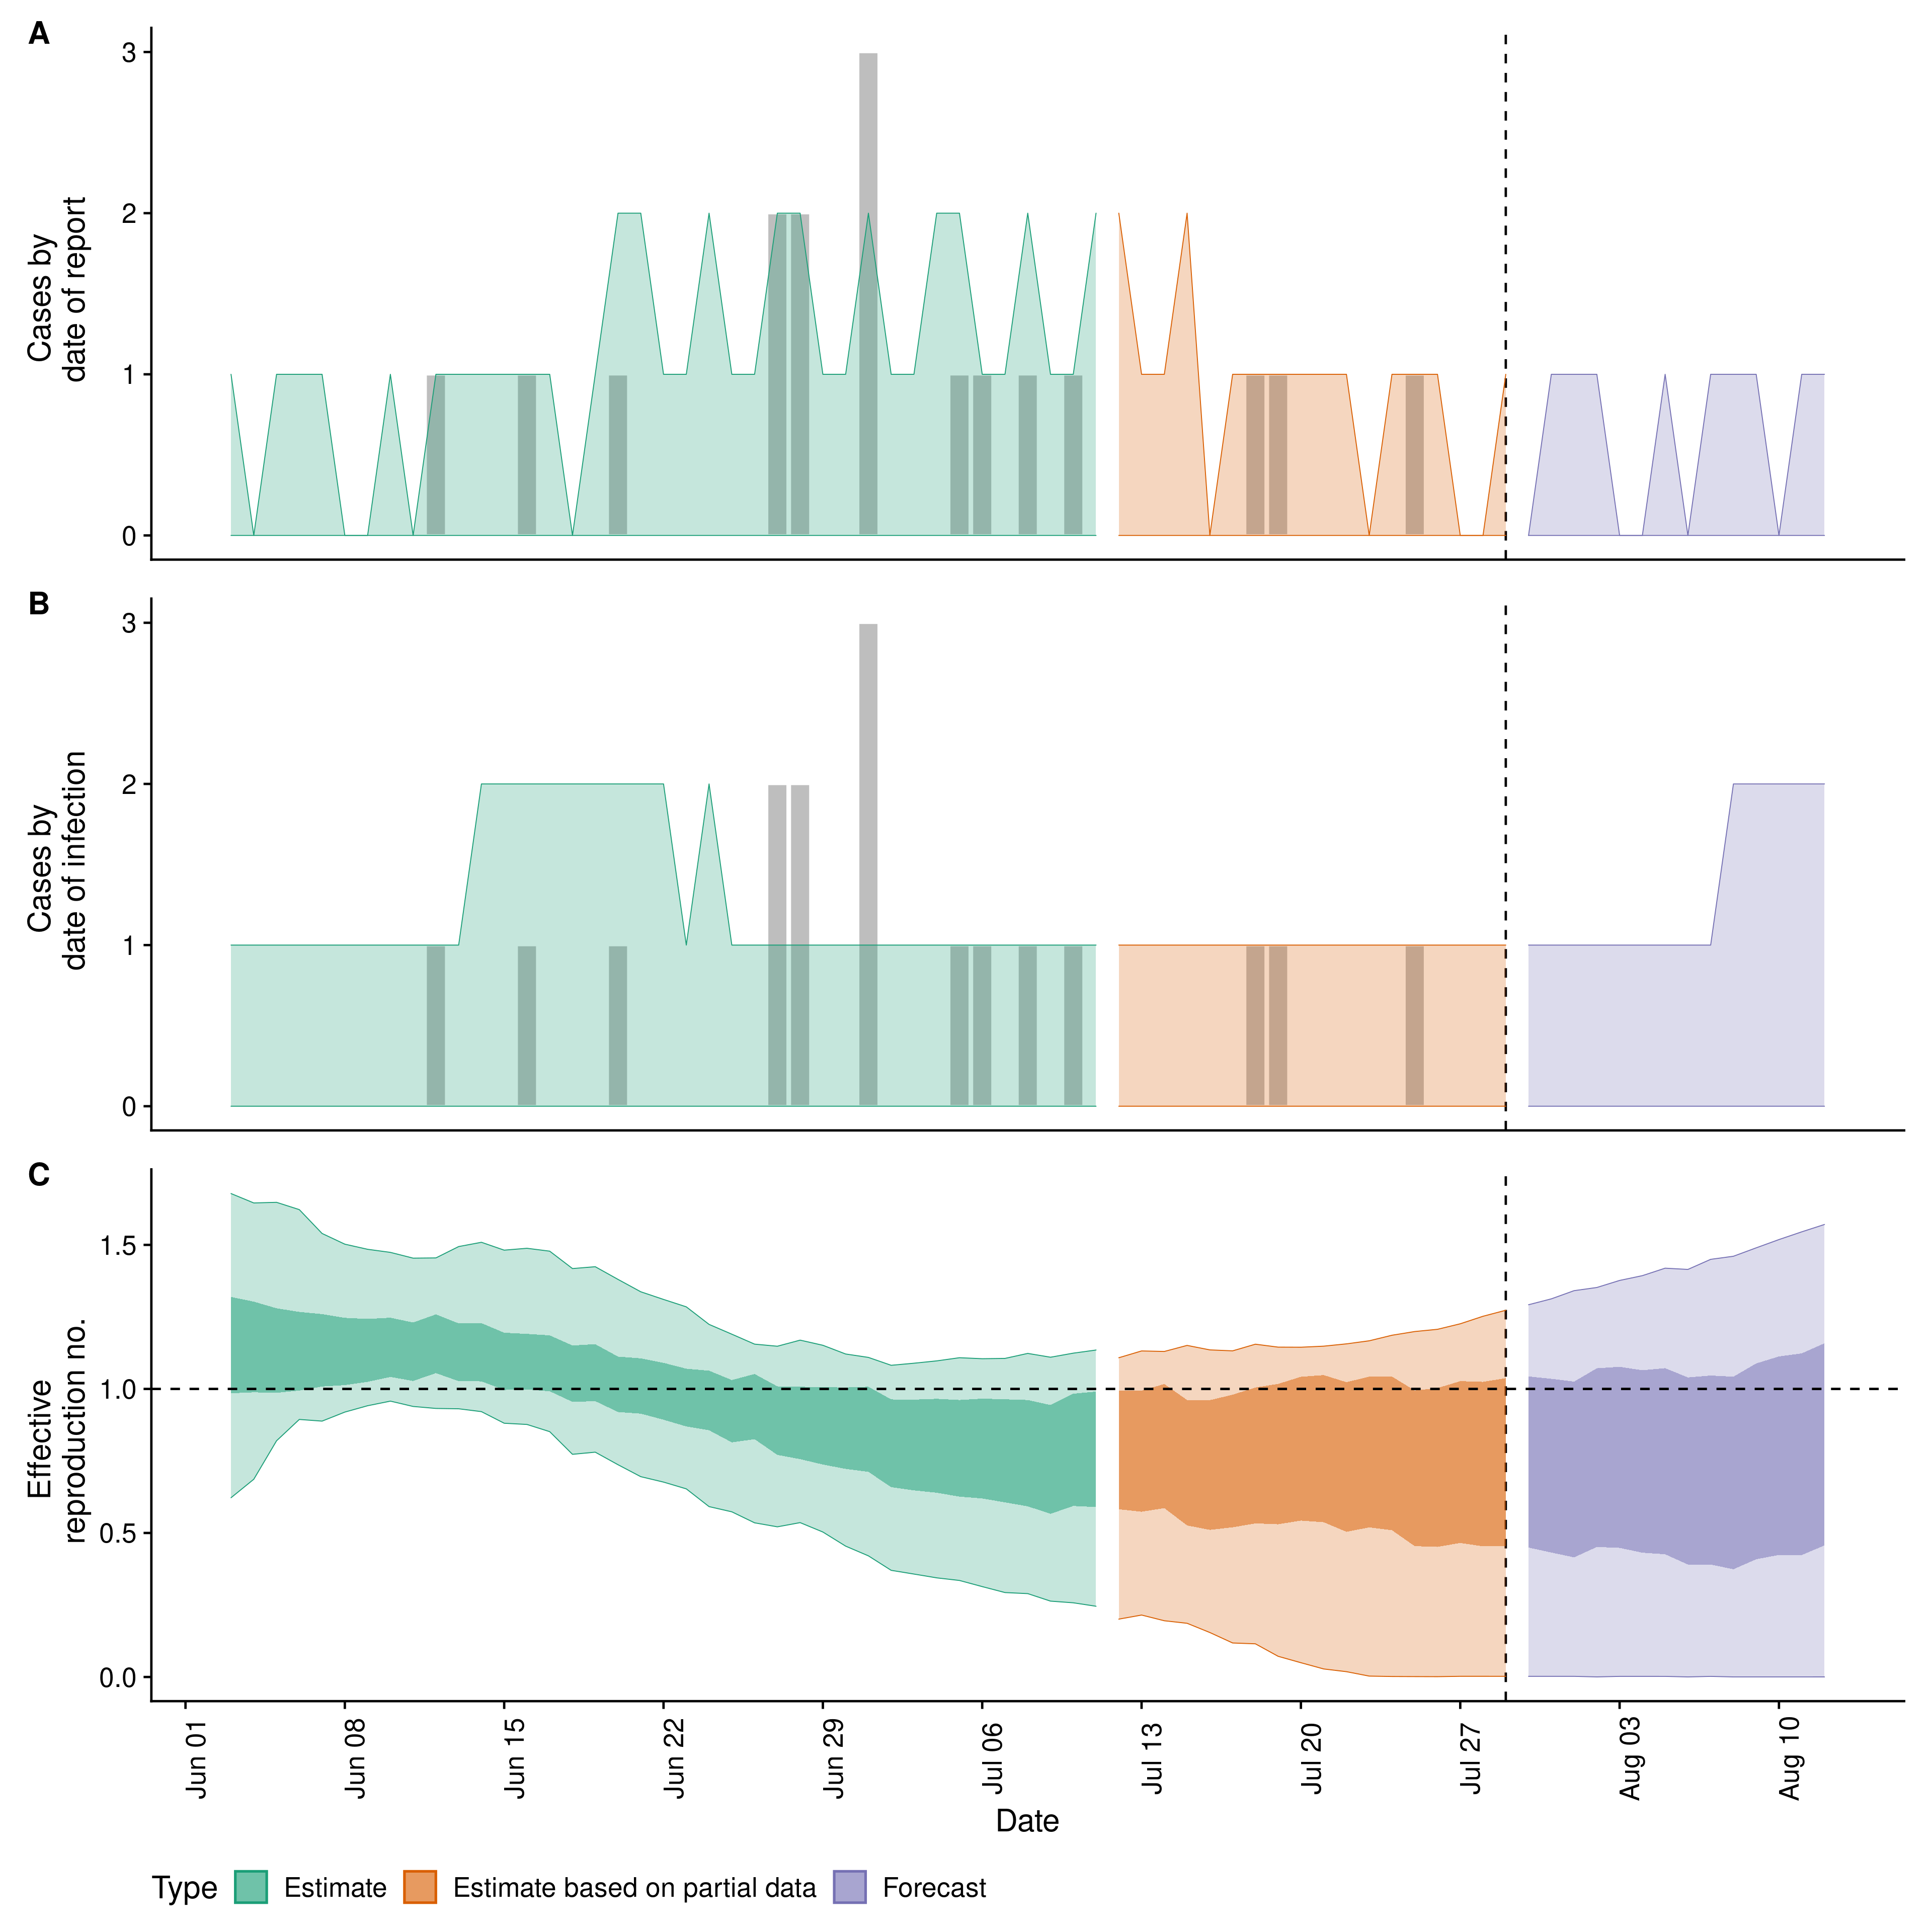 A
3
2
1
0
Cases by
date of report
B
3
2
1
0
Cases by
date of infection
C
1.5
1.0
0.5
0.0
Effective
reproduction no.
Jun 01
Jun 08
Jun 15
Jun 22
Jun 29
Jul 06
Jul 13
Jul 20
Jul 27
Aug 03
Aug 10
Date
Type Estimate Estimate based on partial data Forecast